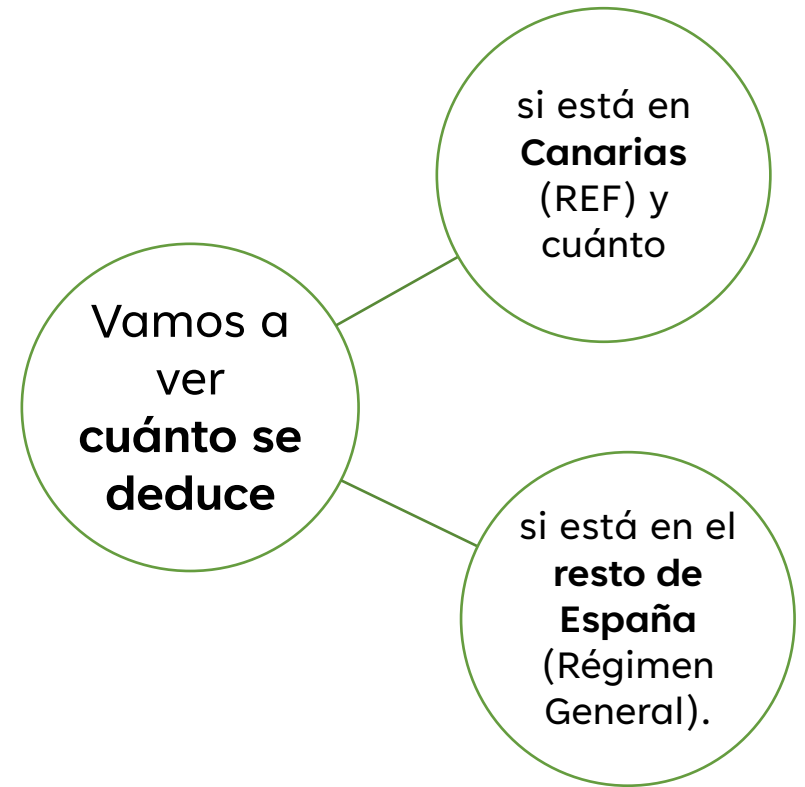 Vamos a
ver
cuánto se
deduce
si está en
Canarias
(REF) y
cuánto
si está en el
resto de
España
(Régimen
General).